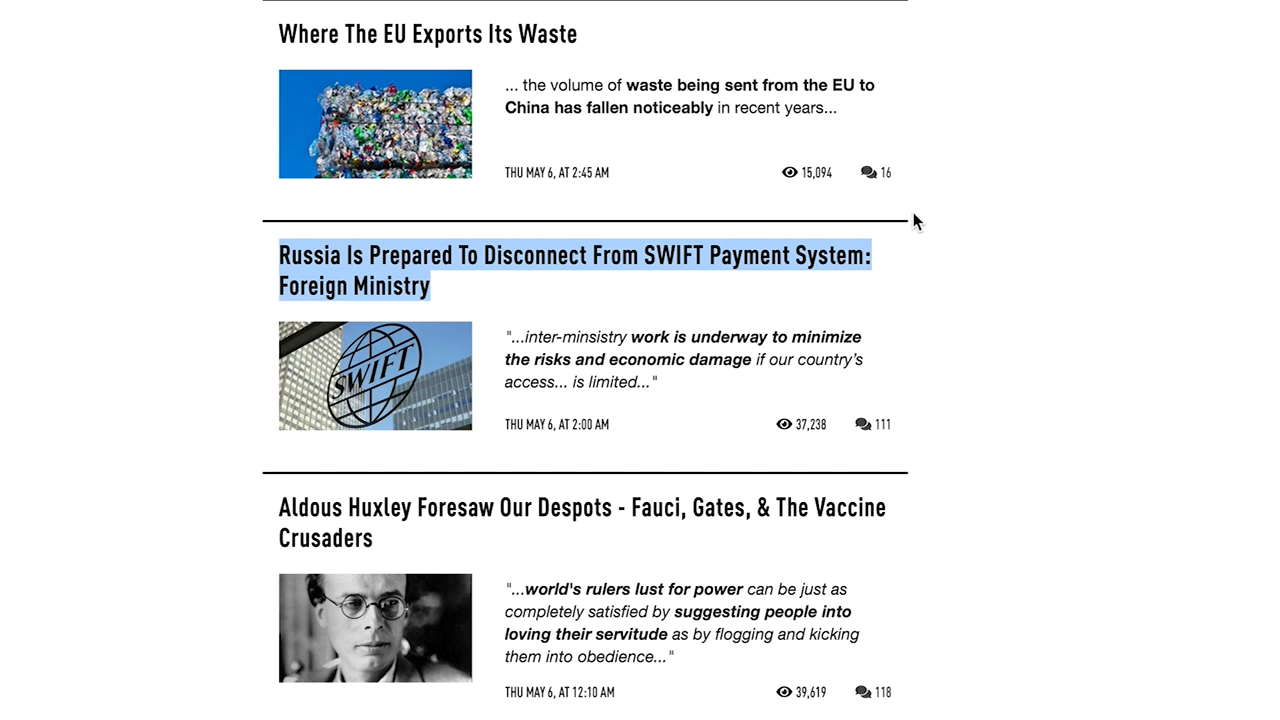 Where The EU Exports Its Waste
... the volume of waste being sent from the EU to
China has fallen noticeably in recent years...
THU MAY 6, AT 2:45 AM
15,094
16
Russia Is Prepared To Disconnect From SWIFT Payment System:
Foreign Ministry
SWIFT
"...inter-minsistry work is underway to minimize
the risks and economic damage if our country’s
access... is limited..."
THU MAY 6, AT 2:00 AM
37,238
111
Aldous Huxley Foresaw Our Despots - Fauci, Gates, & The Vaccine
Crusaders
"...world's rulers lust for power can be just as
completely satisfied by suggesting people into
loving their servitude as by flogging and kicking
them into obedience..."
THU MAY 6, AT 12:10 AM
39,619
118